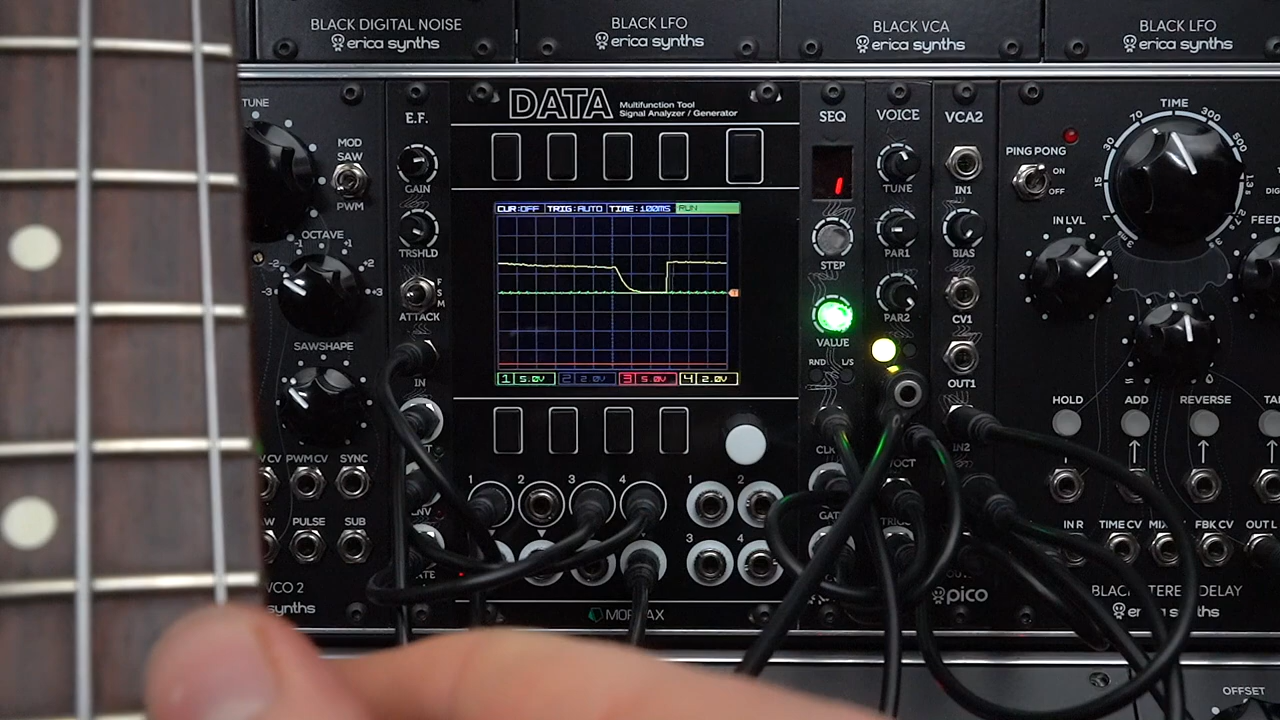 BLACK DIGITAL NOISE
erica synths
BLACK LFO
erica synths
BLACK VCA
erica synths
BLACK LFO
erica synths
TUNE
MOD
SAW
PWM
OCTAVE
-1
+1
-2
+2
-3
+3
SAWSHAPE
PWM CV
SYNC
PULSE
SUB
VCO 2
synths
E.F.
GAIN
TRSHLD
F
S
M
ATTACK
IN
DATA
Multifunction Tool
Signal Analyzer / Generator
CUR:OFF
TRIG:AUTO
TIME:100MS
RUN
1 5.0V
2 2.0V
3 5.0V
4 2.0V
1
2
3
4
1
2
3
4
SEQ
1
STEP
VALUE
RND
L/S
VOICE
TUNE
PAR1
PAR2
VCA2
IN1
BIAS
CV1
OUT1
IN2
pico
TIME
15
30
70
300
500
PING PONG
ON
OFF
IN LVL
HOLD
ADD
REVERSE
IN R
TIME CV
FBK CV
erica synths
OFFSET